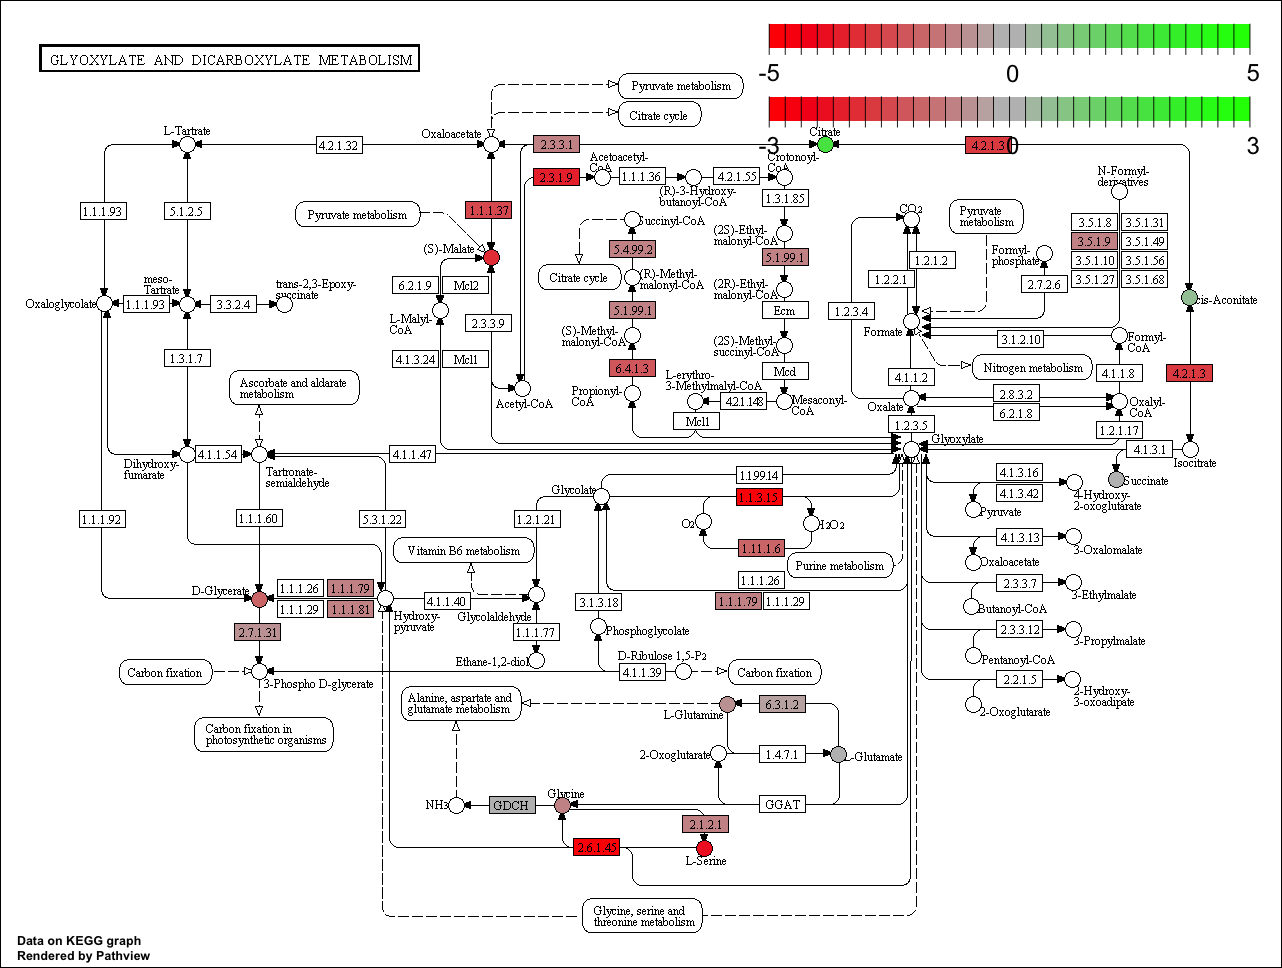 GLYOXYLATE AND DICARBOXYLATE METABOLISM
-5
0
5
-3
0
3
Pyruvate metabolism
Citrate cycle
L-Tartrate
4.2.1.32
Oxaloacetate
2.3.3.1
Citrate
4.2.1.3
Acetoacetyl-
CoA
2.3.1.9
1.1.1.36
4.2.1.55
Crotonoyl-
CoA
(R)-3-Hydroxy-
butanoyl-CoA
1.3.1.85
N-Formyl-
derivatives
1.1.1.93
5.1.2.5
Pyruvate metabolism
1.1.1.37
(S)-Malate
Succinyl-CoA
5.4.99.2
Citrate cycle
(R)-Methyl-
malonyl-CoA
5.1.99.1
(S)-Methyl-
malonyl-CoA
6.4.1.3
Propionyl-
CoA
(2S)-Ethyl-
malonyl-CoA
5.1.99.1
(2R)-Ethyl-
malonyl-CoA
Ecm
(2S)-Methyl-
succinyl-CoA
Mcd
L-erythro-
3-Methylmalyl-CoA
4.2.1.148
Mesaconyl-
CoA
Mcl1
CO2
Pyruvate
metabolism
1.2.1.2
1.2.2.1
1.2.3.4
Formyl-
phosphate
2.7.2.6
3.5.1.8
3.5.1.31
3.5.1.9
3.5.1.49
3.5.1.10
3.5.1.56
3.5.1.27
3.5.1.68
cis-Aconitate
Formate
3.1.2.10
Formyl-
CoA
Nitrogen metabolism
4.1.1.2
4.1.1.8
4.2.1.3
Oxalate
2.8.3.2
6.2.1.8
Oxalyl-
CoA
1.2.3.5
1.2.1.17
Glyoxylate
4.1.3.1
Isocitrate
Succinate
Oxaloglycolate
1.1.1.93
meso-
Tartrate
3.3.2.4
trans-2,3-Epoxy-
succinate
6.2.1.9
Mcl2
L-Malyl-
CoA
2.3.3.9
4.1.3.24
Mcl1
Acetyl-CoA
1.3.1.7
Ascorbate and aldarate
metabolism
Dihydroxy-
fumarate
4.1.1.54
Tartronate-
semialdehyde
4.1.1.47
1.1.1.92
1.1.1.60
5.3.1.22
1.2.1.21
Glycolate
1.1.99.14
1.1.3.15
O2
H2O2
1.11.1.6
Purine metabolism
Vitamin B6 metabolism
4.1.3.16
4.1.3.42
Pyruvate
4-Hydroxy-
2-oxoglutarate
4.1.3.13
Oxaloacetate
3-Oxalomalate
2.3.3.7
Butanoyl-CoA
3-Ethylmalate
2.3.3.12
Pentanoyl-CoA
3-Propylmalate
2.2.1.5
2-Oxoglutarate
2-Hydroxy-
3-oxoadipate
D-Glycerate
1.1.1.26
1.1.1.79
1.1.1.29
1.1.1.81
Hydroxy-
pyruvate
4.1.1.40
Glycolaldehyde
1.1.1.77
Ethane-1,2-diol
3.1.3.18
1.1.1.26
1.1.1.79
1.1.1.29
Phosphoglycolate
2.7.1.31
Carbon fixation
3-Phospho D-glycerate
4.1.1.39
D-Ribulose 1,5-P2
Carbon fixation
Carbon fixation in
photosynthetic organisms
Alanine, aspartate and
glutamate metabolism
L-Glutamine
6.3.1.2
2-Oxoglutarate
1.4.7.1
L-Glutamate
NH3
GDCH
Glycine
GGAT
2.1.2.1
2.6.1.45
L-Serine
Glycine, serine and
threonine metabolism
Data on KEGG graph
Rendered by Pathview